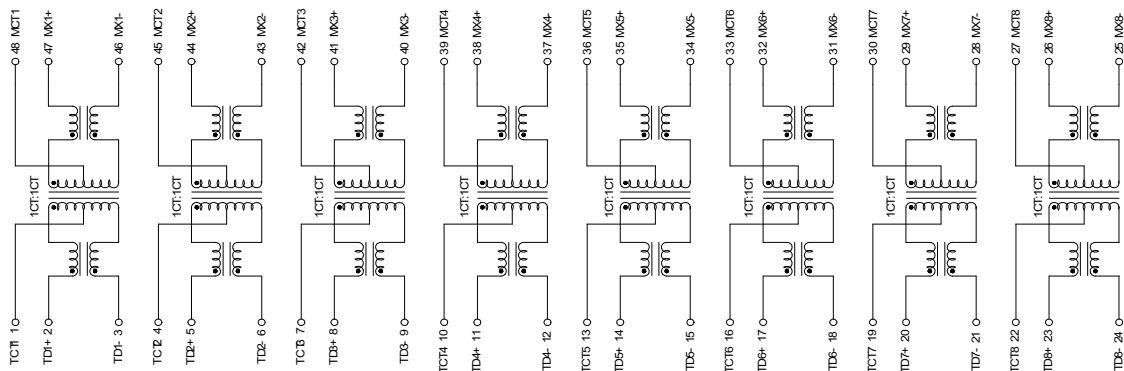 48 MCT1
47 MX1+
46 MX1-
45 MCT2
44 MX2+
43 MX2-
42 MCT3
41 MX3+
40 MX3-
39 MCT4
38 MX4+
37 MX4-
36 MCT5
35 MX5+
34 MX5-
33 MCT6
32 MX6+
31 MX6-
30 MCT7
29 MX7+
28 MX7-
27 MCT8
26 MX8+
25 MX8-
1CT:1CT
1CT:1CT
1CT:1CT
1CT:1CT
1CT:1CT
1CT:1CT
1CT:1CT
1CT:1CT
TCT1 1
TD1+ 2
TD1- 3
TCT2 4
TD2+ 5
TD2- 6
TCT3 7
TD3+ 8
TD3- 9
TCT4 10
TD4+ 11
TD4- 12
TCT5 13
TD5+ 14
TD5- 15
TCT6 16
TD6+ 17
TD6- 18
TCT7 19
TD7+ 20
TD7- 21
TCT8 22
TD8+ 23
TD8- 24